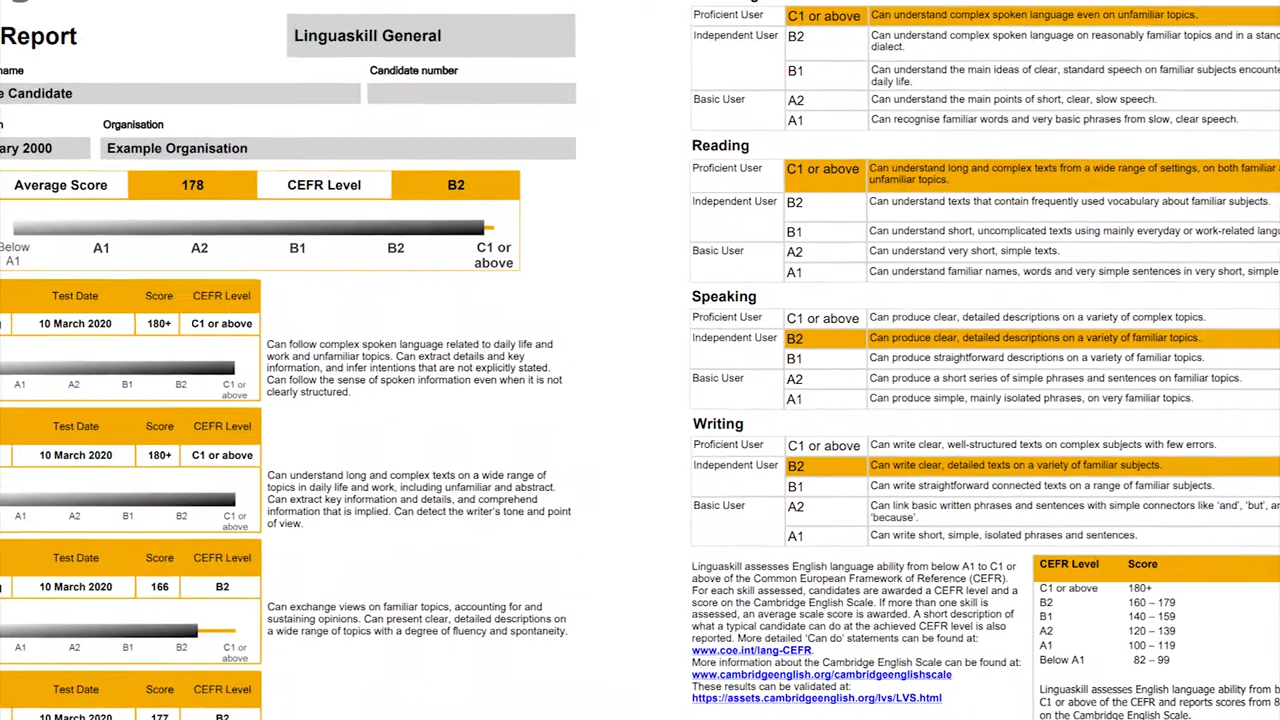 Report
Linguaskill General
name
Candidate number
e Candidate
Organisation
ary 2000
Example Organisation
Average Score
178
CEFR Level
B2
Below
A1
A1
A2
B1
B2
C1 or
above
Test Date
Score
CEFR Level
10 March 2020
180+
C1 or above
Can follow complex spoken language related to daily life and
work and unfamiliar topics. Can extract details and key
information, and infer intentions that are not explicitly stated.
Can follow the sense of spoken information even when it is not
clearly structured.
A1
A2
B1
B2
C1 or
above
Test Date
Score
CEFR Level
10 March 2020
180+
C1 or above
Can understand long and complex texts on a wide range of
topics in daily life and work, including unfamiliar and abstract.
Can extract key information and details, and comprehend
information that is implied. Can detect the writer's tone and point
of view.
A1
A2
B1
B2
C1 or
above
Test Date
Score
CEFR Level
10 March 2020
166
B2
Can exchange views on familiar topics, accounting for and
sustaining opinions. Can present clear, detailed descriptions on
a wide range of topics with a degree of fluency and spontaneity.
A1
A2
B1
B2
C1 or
above
Test Date
Score
CEFR Level
10 March 2020
177
B2
Proficient User
C1 or above
Can understand complex spoken language even on unfamiliar topics.
Independent User
B2
Can understand complex spoken language on reasonably familiar topics and in a stand
dialect.
B1
Can understand the main ideas of clear, standard speech on familiar subjects encounte
daily life.
Basic User
A2
Can understand the main points of short, clear, slow speech.
A1
Can recognise familiar words and very basic phrases from slow, clear speech.
Reading
Proficient User
C1 or above
Can understand long and complex texts from a wide range of settings, on both familiar a
unfamiliar topics.
Independent User
B2
Can understand texts that contain frequently used vocabulary about familiar subjects.
B1
Can understand short, uncomplicated texts using mainly everyday or work-related langu
Basic User
A2
Can understand very short, simple texts.
A1
Can understand familiar names, words and very simple sentences in very short, simple
Speaking
Proficient User
C1 or above
Can produce clear, detailed descriptions on a variety of complex topics.
Independent User
B2
Can produce clear, detailed descriptions on a variety of familiar topics.
B1
Can produce straightforward descriptions on a variety of familiar topics.
Basic User
A2
Can produce a short series of simple phrases and sentences on familiar topics.
A1
Can produce simple, mainly isolated phrases, on very familiar topics.
Writing
Proficient User
C1 or above
Can write clear, well-structured texts on complex subjects with few errors.
Independent User
B2
Can write clear, detailed texts on a variety of familiar subjects.
B1
Can write straightforward connected texts on a range of familiar subjects.
Basic User
A2
Can link basic written phrases and sentences with simple connectors like 'and', 'but', an
'because'.
A1
Can write short, simple, isolated phrases and sentences.
Linguaskill assesses English language ability from below A1 to C1 or
above of the Common European Framework of Reference (CEFR).
For each skill assessed, candidates are awarded a CEFR level and a
score on the Cambridge English Scale. If more than one skill is
assessed, an average scale score is awarded. A short description of
what a typical candidate can do at the achieved CEFR level is also
reported. More detailed 'Can do' statements can be found at:
www.coe.int/lang-CEFR.
More information about the Cambridge English Scale can be found at:
www.cambridgeenglish.org/cambridgeenglishscale
These results can be validated at:
https://assets.cambridgeenglish.org/lvs/LVS.html
CEFR Level Score
C1 or above 180+
B2 160 – 179
B1 140 – 159
A2 120 – 139
A1 100 – 119
Below A1 82 – 99
Linguaskill assesses English language ability from b
C1 or above of the CEFR and reports scores from 8
on the Cambridge English Scale.